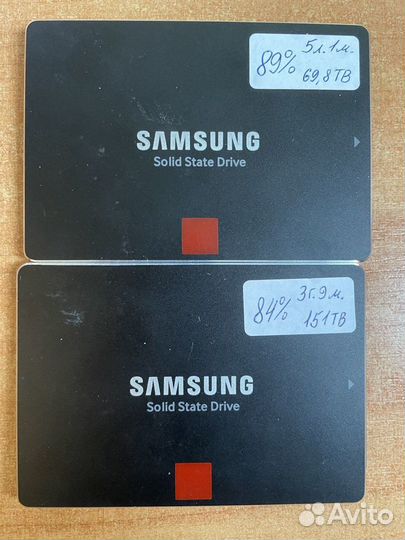 89% 5л. 1м.
69,8TB
SAMSUNG
Solid State Drive
84% 3г. 9м.
151TB
SAMSUNG
Solid State Drive
Avito